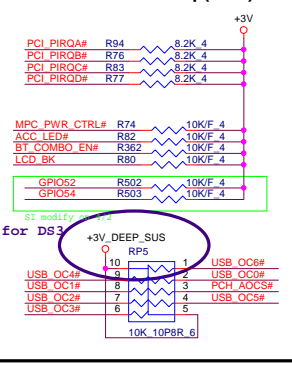 +3V
PCI_PIRQA# R94 8.2K_4
PCI_PIRQB# R76 8.2K_4
PCI_PIRQC# R83 8.2K_4
PCI_PIRQD# R77 8.2K_4
MPC_PWR_CTRL# R74 10K/F_4
ACC_LED# R82 10K/F_4
BT_COMBO_EN# R362 10K/F_4
LCD_BK R80 10K/F_4
GPIO52 R502 10K/F_4
GPIO54 R503 10K/F_4
SI modify on
for DS3
+3V_DEEP_SUS
RP5
10 1 USB_OC6#
USB_OC4# 9 2 USB_OC0#
USB_OC1# 8 3 PCH_AOCS#
USB_OC2# 7 4 USB_OC5#
USB_OC3# 6 5
10K_10P8R_6